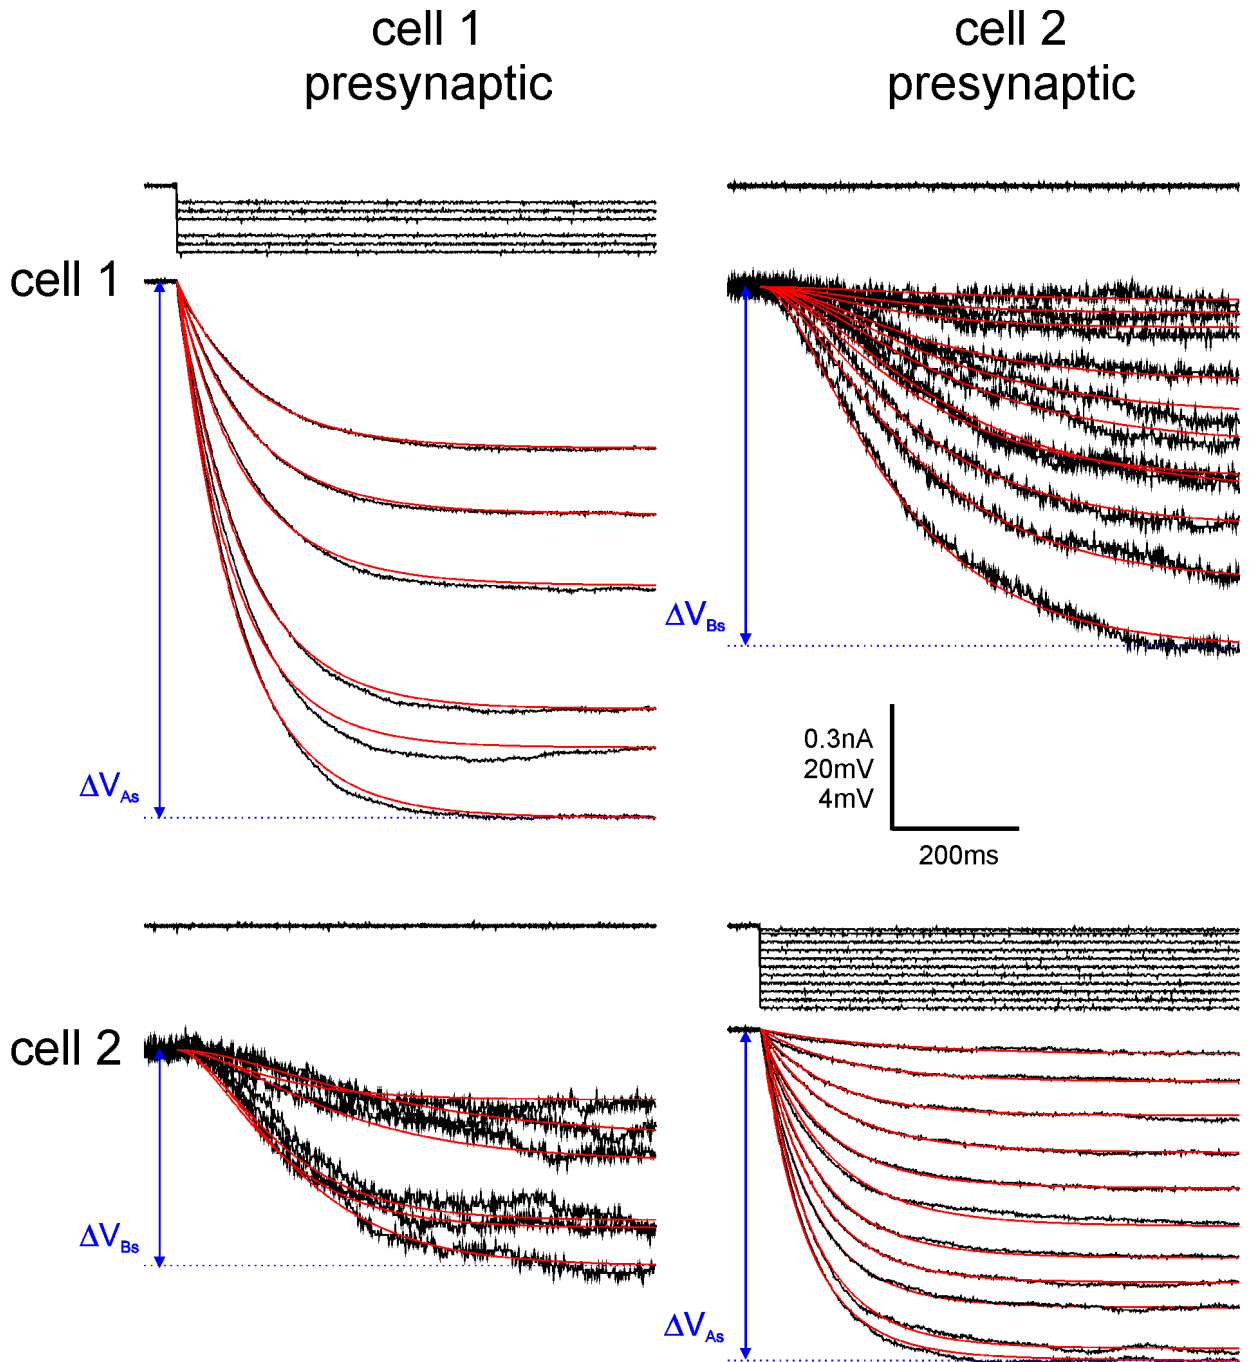 cell 1
presynaptic
cell 2
presynaptic
cell 1
ΔV_Bs
0.3nA
20mV
4mV
200ms
ΔV_As
cell 2
ΔV_Bs
ΔV_As